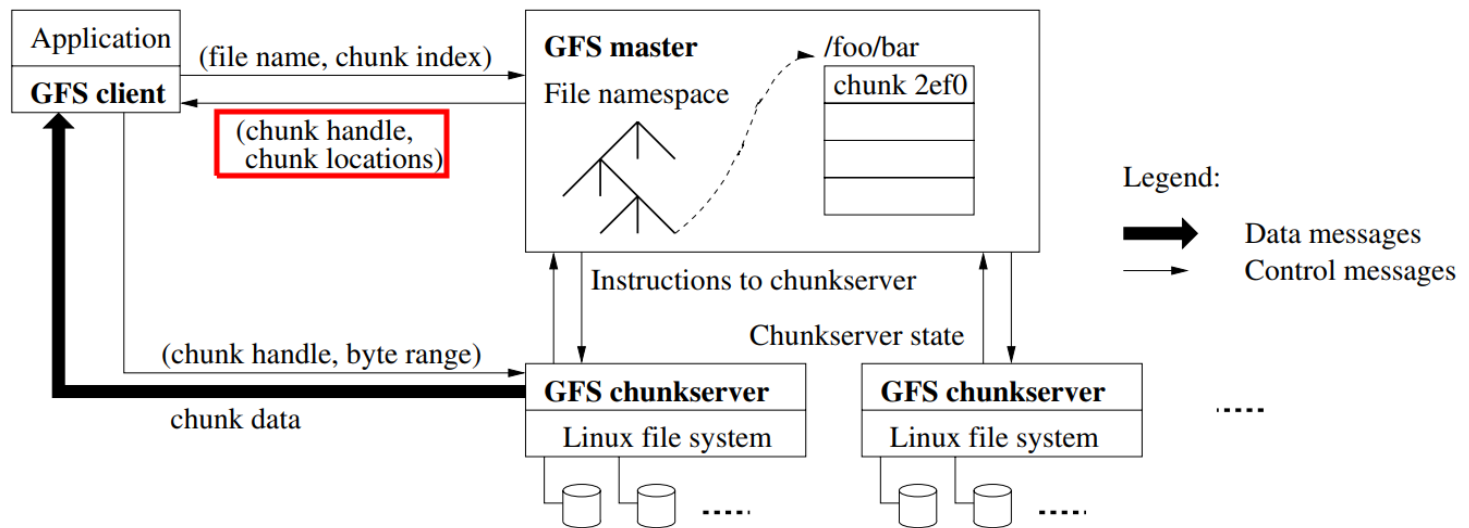 Application
GFS client
(file name, chunk index)
(chunk handle,
chunk locations)
GFS master
File namespace
/foo/bar
chunk 2ef0
Legend:
Data messages
Control messages
Instructions to chunkserver
Chunkserver state
(chunk handle, byte range)
chunk data
GFS chunkserver
Linux file system
GFS chunkserver
Linux file system